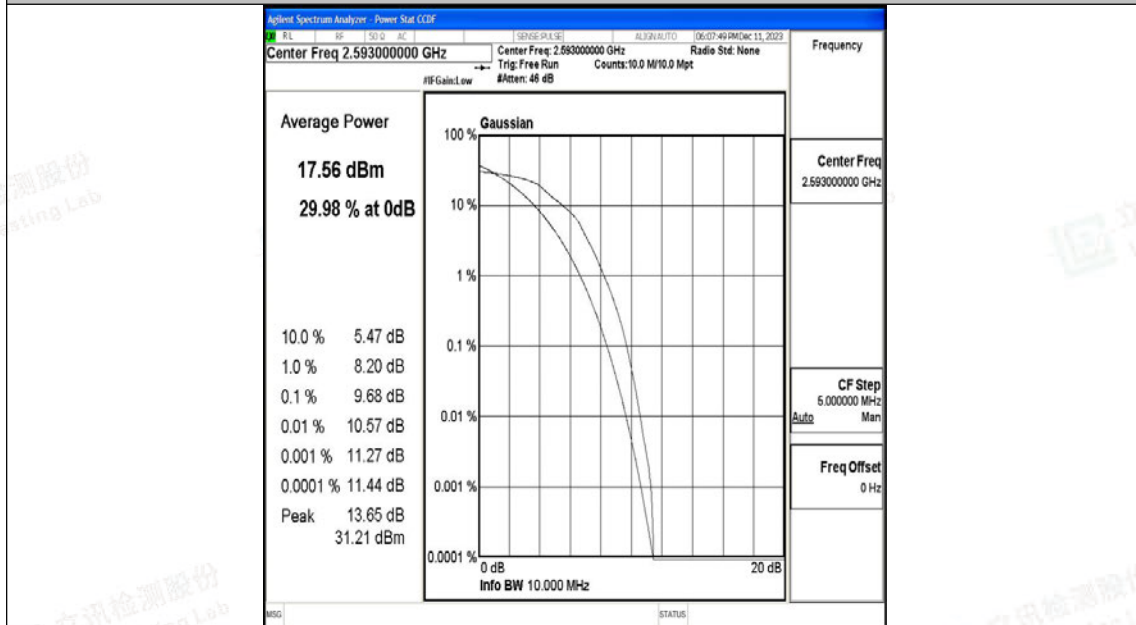 Agilent Spectrum Analyzer - Power Stat CCDF
RL RF 50 Ω AC SENSE:PULSE ALIGNAUTO 06:07:49 PM Dec 11, 2023
Center Freq 2.593000000 GHz
Center Freq: 2.593000000 GHz Radio Std: None
Trig: Free Run Counts:10.0 M/10.0 Mpt
#IFGain:Low #Atten: 46 dB
Frequency
Average Power
17.56 dBm
29.98 % at 0dB
10.0 % 5.47 dB
1.0 % 8.20 dB
0.1 % 9.68 dB
0.01 % 10.57 dB
0.001 % 11.27 dB
0.0001 % 11.44 dB
Peak 13.65 dB
31.21 dBm
Gaussian
100 %
10 %
1 %
0.1 %
0.01 %
0.001 %
0.0001 %
0 dB 20 dB
Info BW 10.000 MHz
Center Freq
2.593000000 GHz
CF Step
5.000000 MHz
Auto Man
Freq Offset
0 Hz
MSG STATUS